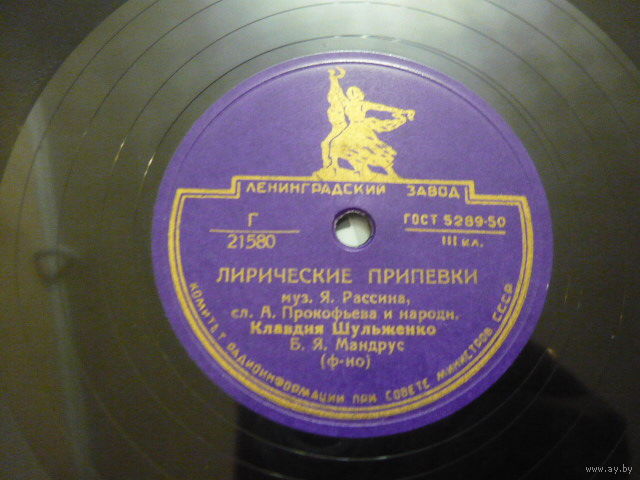 ЛЕНИНГРАДСКИЙ ЗАВОД
Г
21580
ГОСТ 5289-50
III кл.
ЛИРИЧЕСКИЕ ПРИПЕВКИ
муз. Я. Рассина,
сл. А. Прокофьева и народн.
Клавдия Шульженко
Б. Я. Мандрус
(ф-но)
КОМИТЕТ РАДИОИНФОРМАЦИИ ПРИ СОВЕТЕ МИНИСТРОВ СССР
www.ay.by